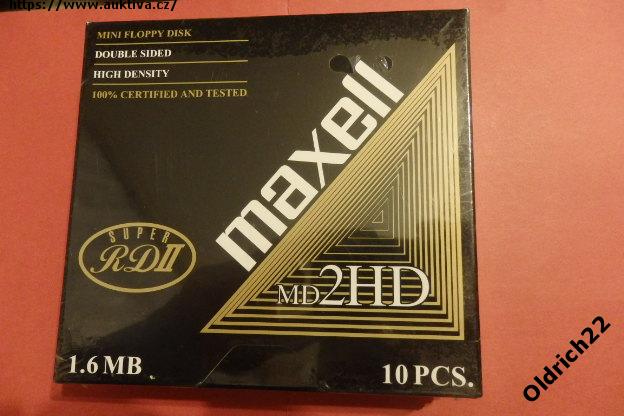 https://www.auktiva.cz/
MINI FLOPPY DISK
DOUBLE SIDED
HIGH DENSITY
100% CERTIFIED AND TESTED
maxell
SUPER
RDII
MD2HD
1.6 MB
10 PCS.
Oldrich22